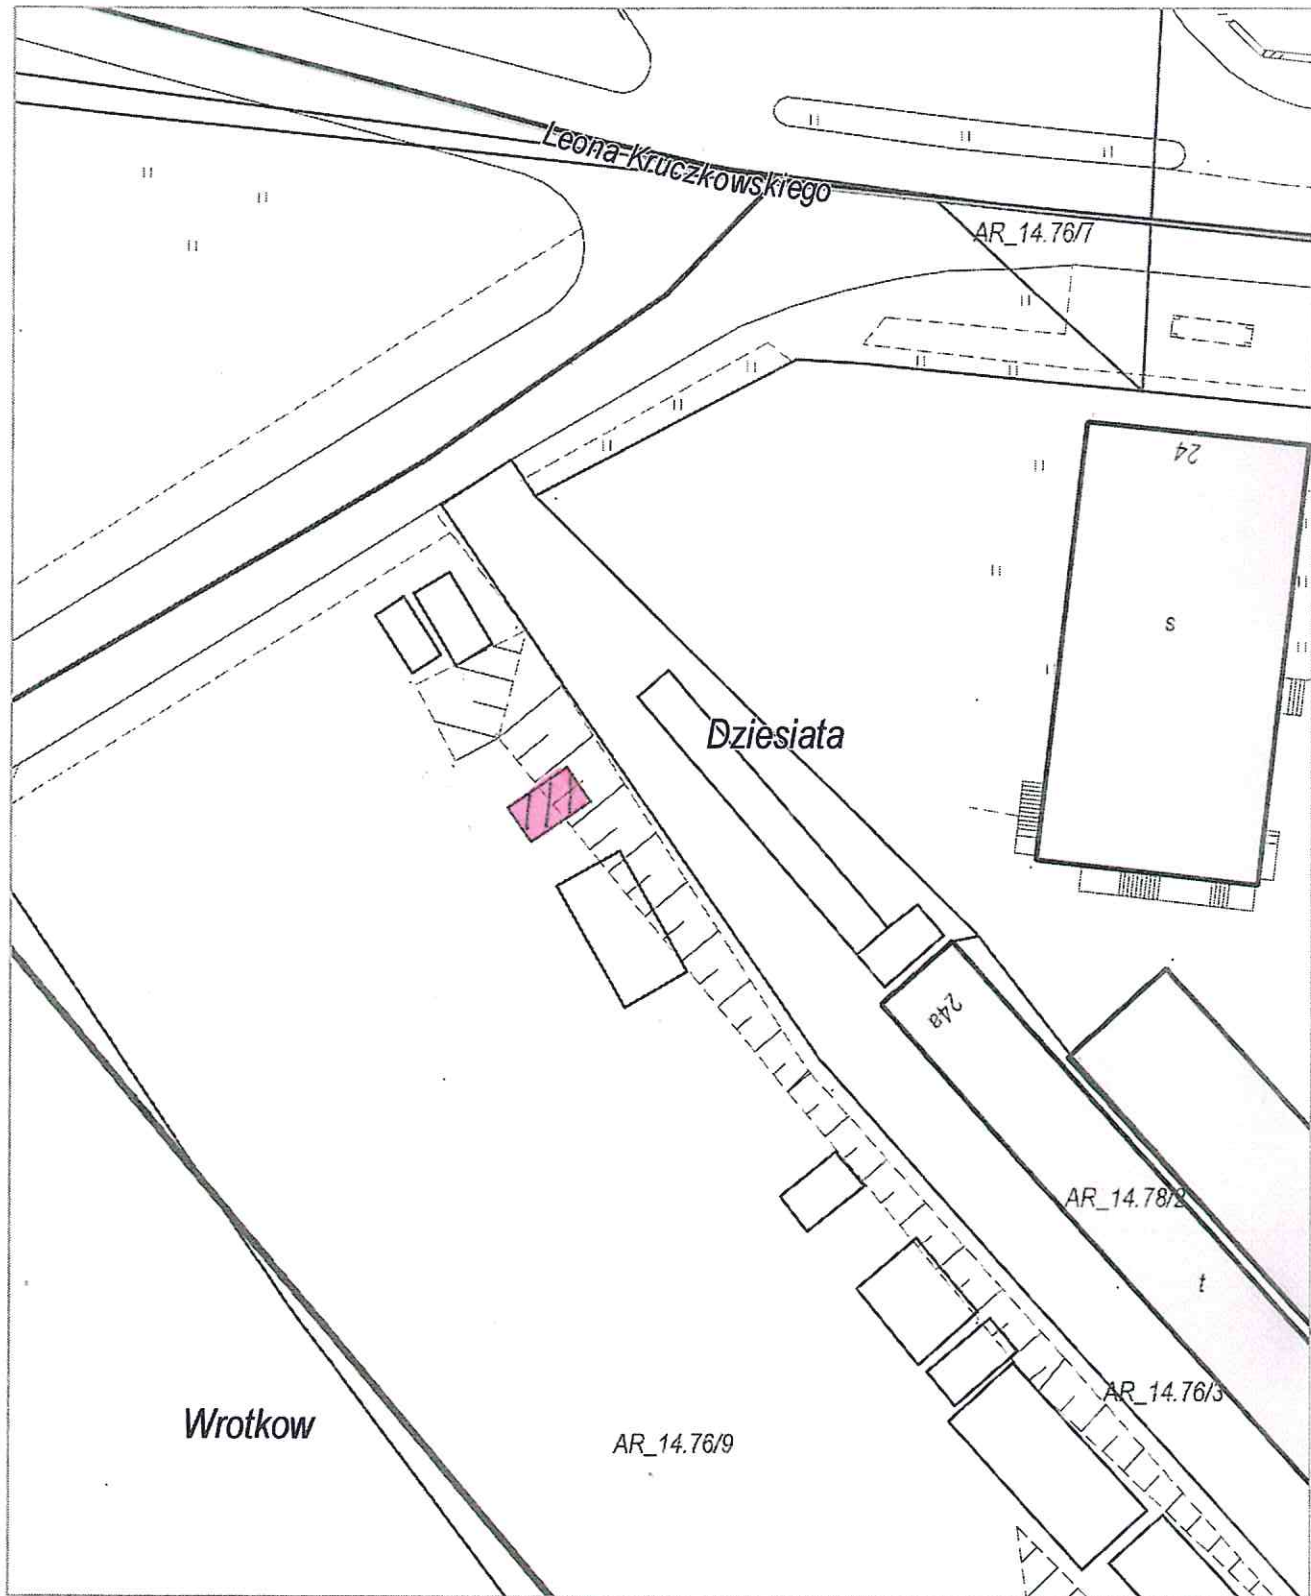 Leona Kruczkowskiego
AR_14.76/7
24
s
Dziesiata
24a
AR_14.78/2
t
AR_14.76/3
Wrotkow
AR_14.76/9